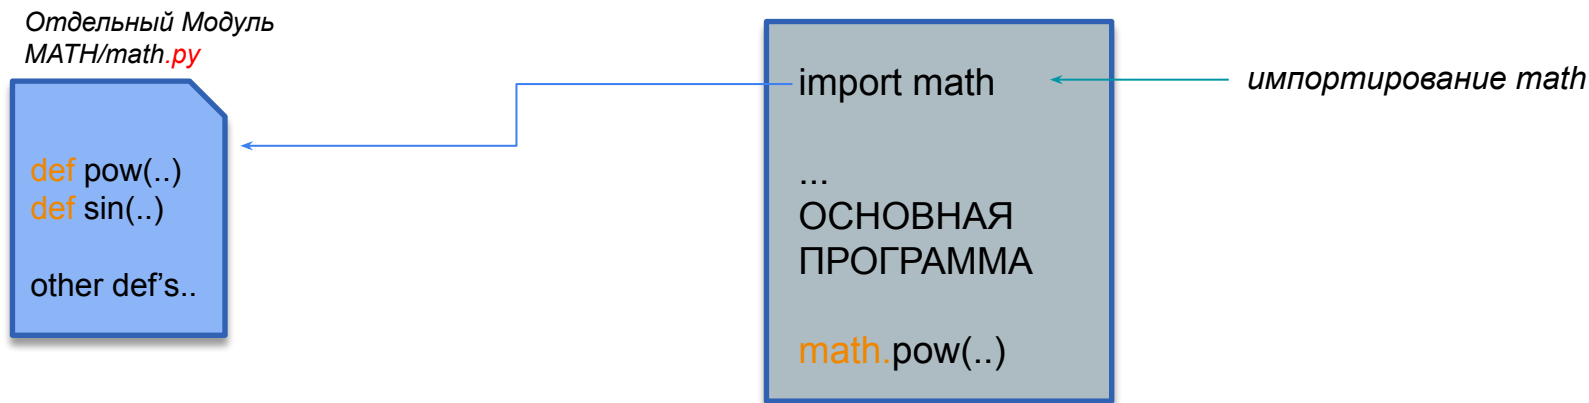 Отдельный Модуль
MATH/math.py
def pow(..)
def sin(..)
other def’s..
import math
...
ОСНОВНАЯ
ПРОГРАММА
math.pow(..)
импортирование math